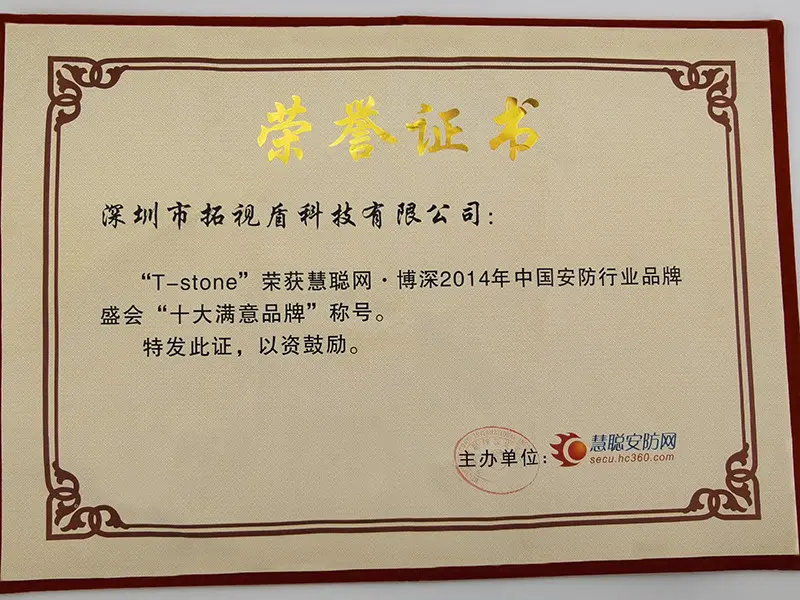 荣誉证书
深圳市拓视盾科技有限公司:
“T-stone”荣获慧聪网·博深2014年中国安防行业品牌
盛会“十大满意品牌”称号。
特发此证，以资鼓励。
主办单位:
慧聪安防网
secu.hc360.com